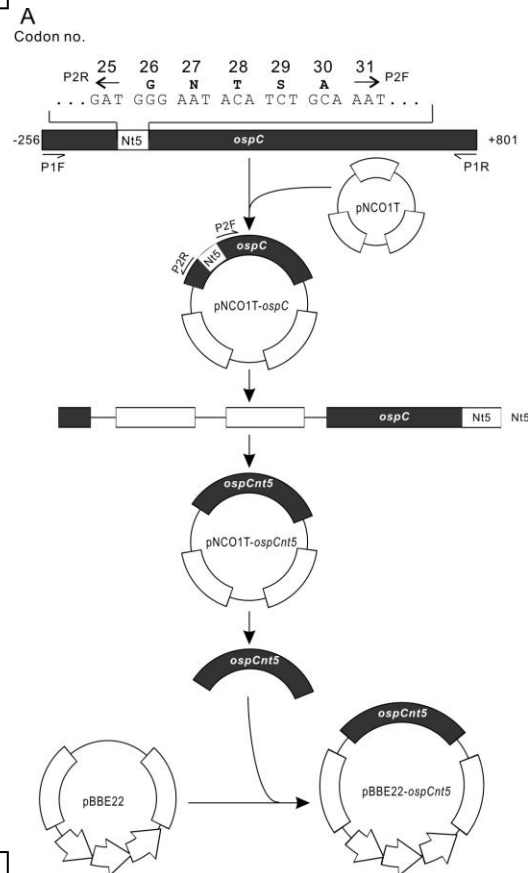 A
Codon no.
25 26 27 28 29 30 31
P2R G N T S A P2F
...GAT GGG AAT ACA TCT GCA AAT...
-256 Nt5 ospC +801
P1F P1R
pNCO1T
P2F
P2R Nt5 ospC
pNCO1T-ospC
ospC Nt5 Nt5
ospCnt5
pNCO1T-ospCnt5
ospCnt5
ospCnt5
pBBE22
pBBE22-ospCnt5